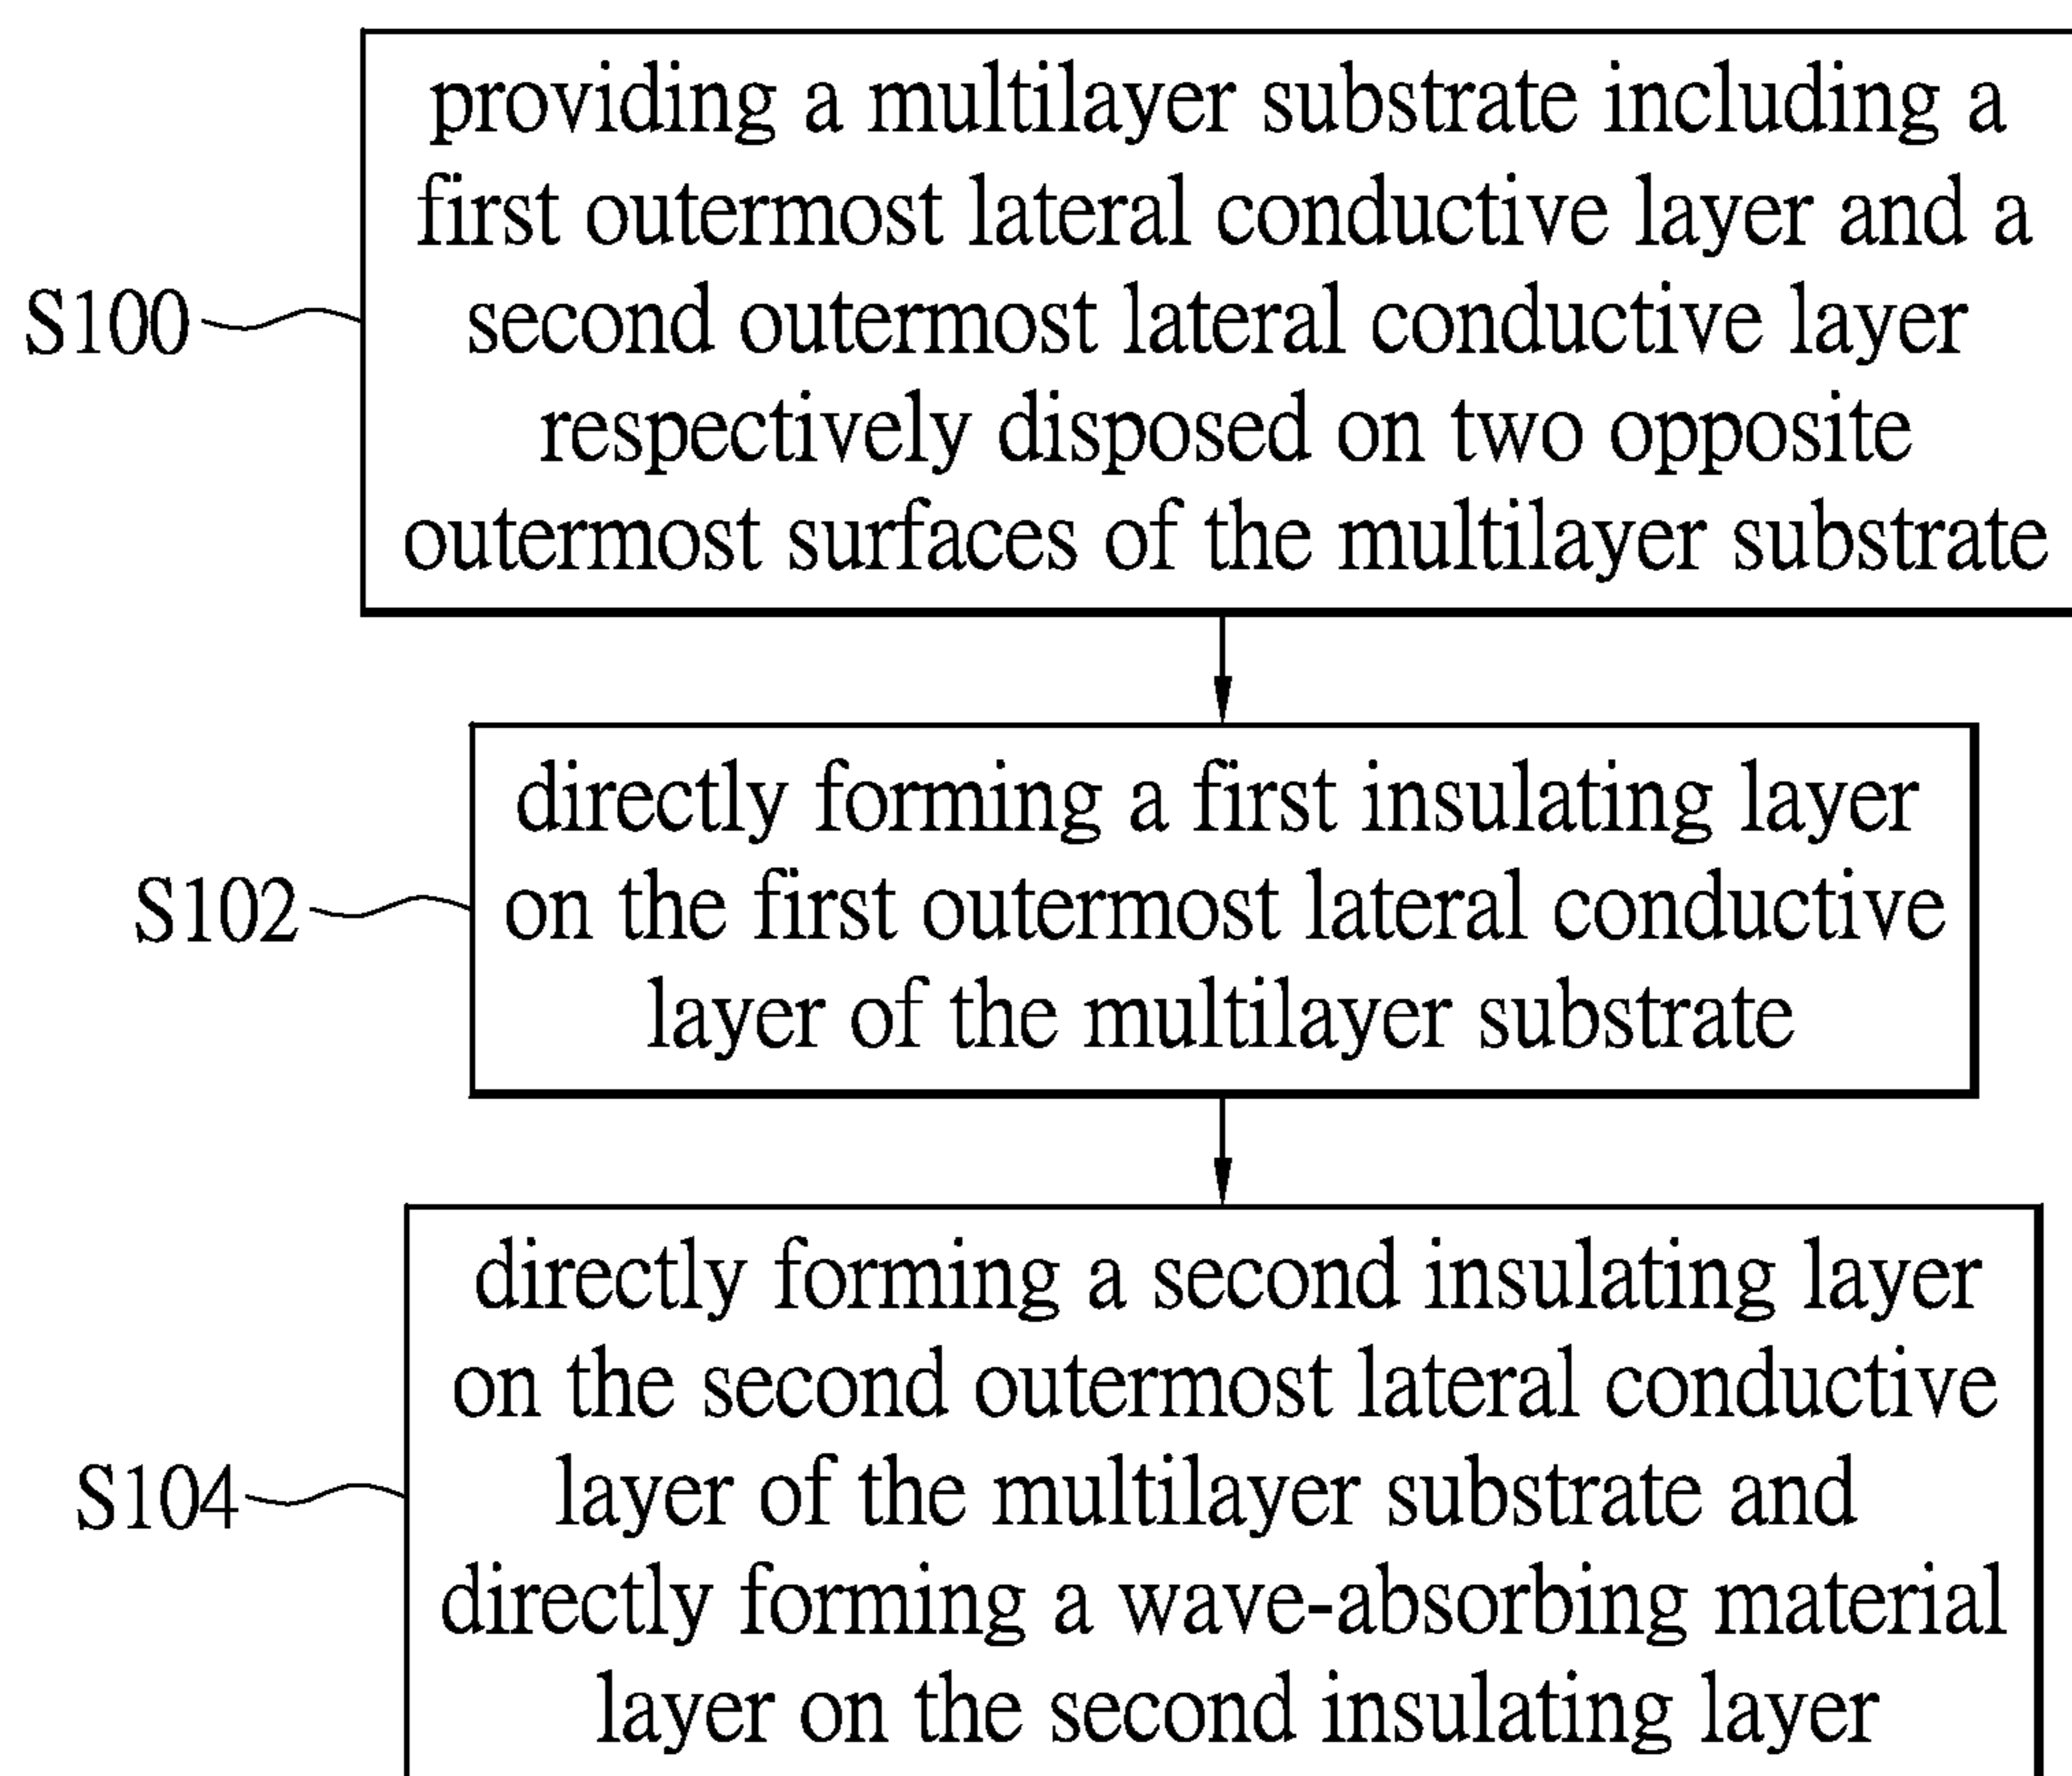 providing a multilayer substrate including a
first outermost lateral conductive layer and a
S100
second outermost lateral conductive layer
respectively disposed on two opposite
outermost surfaces of the multilayer substrate
directly forming a first insulating layer
S102
on the first outermost lateral conductive
layer of the multilayer substrate
directly forming a second insulating layer
on the second outermost lateral conductive
S104
layer of the multilayer substrate and
directly forming a wave-absorbing material
layer on the second insulating layer